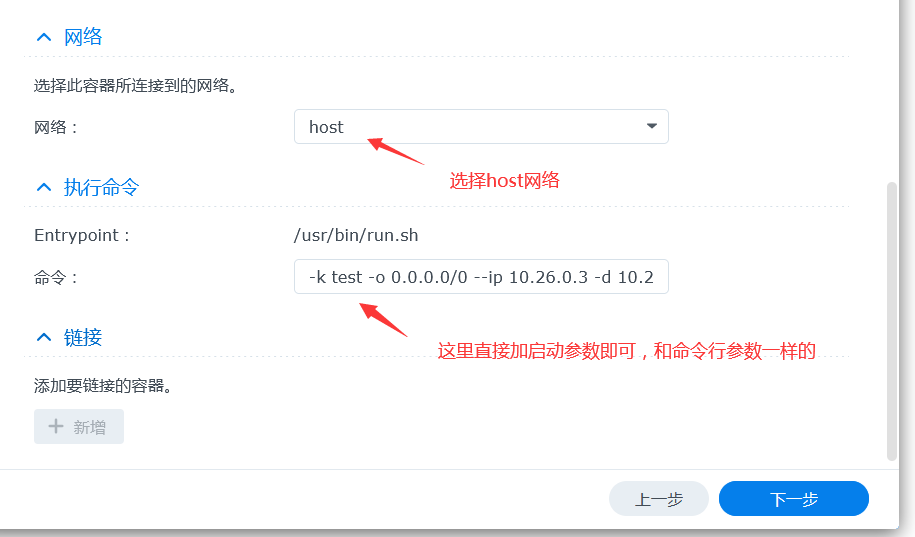 网络
选择此容器所连接到的网络。
网络：
host
选择host网络
执行命令
Entrypoint：
/usr/bin/run.sh
命令：
-k test -o 0.0.0.0/0 --ip 10.26.0.3 -d 10.2
链接
这里直接加启动参数即可，和命令行参数一样的
添加要链接的容器。
新增
上一步
下一步